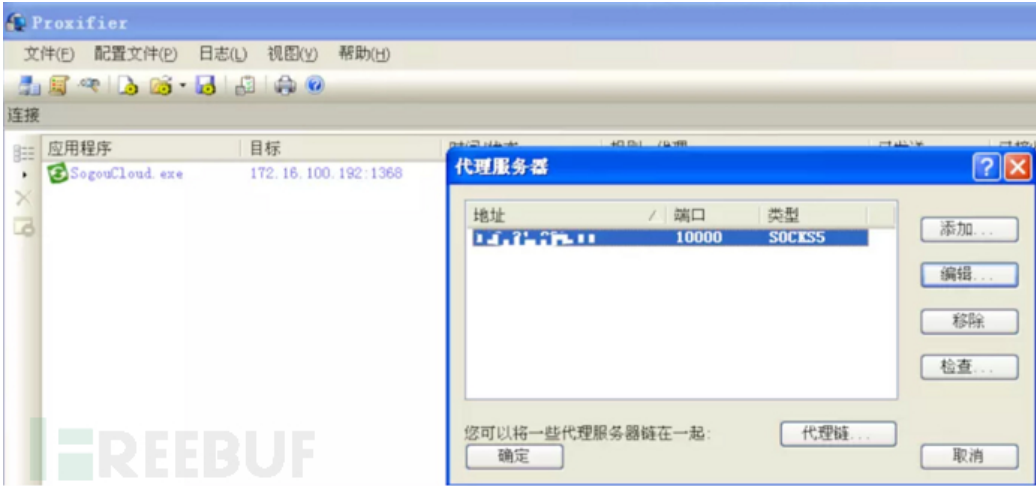 Proxifier
文件(F) 配置文件(P) 日志(L) 视图(V) 帮助(H)
连接
应用程序 目标
SogouCloud.exe 172.16.100.192:1368
代理服务器
地址 端口 类型
10000 SOCKS5
添加...
编辑...
移除
检查...
您可以将一些代理服务器链在一起:
代理链...
确定
取消
REEBUF